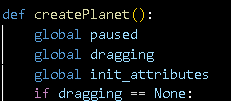 def createPlanet():
    global paused
    global dragging
    global init_attributes
    if dragging == None: